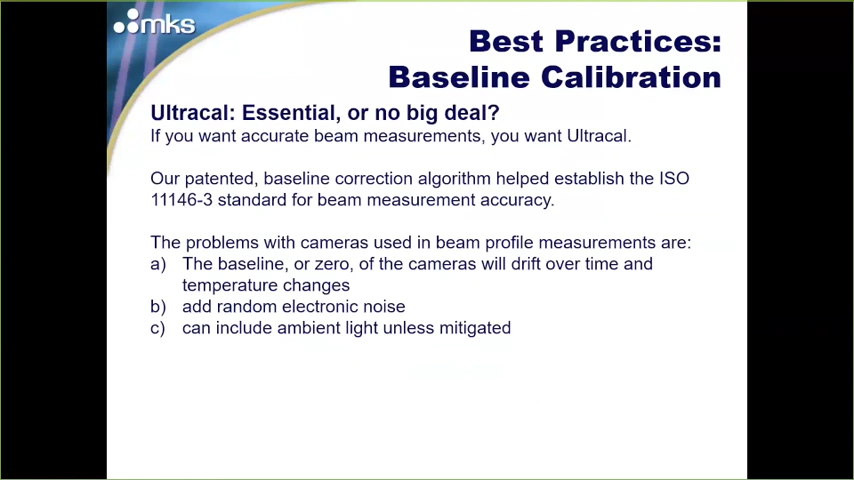 mks
Best Practices:
Baseline Calibration
Ultracal: Essential, or no big deal?
If you want accurate beam measurements, you want Ultracal.
Our patented, baseline correction algorithm helped establish the ISO
11146-3 standard for beam measurement accuracy.
The problems with cameras used in beam profile measurements are:
a) The baseline, or zero, of the cameras will drift over time and
temperature changes
b) add random electronic noise
c) can include ambient light unless mitigated